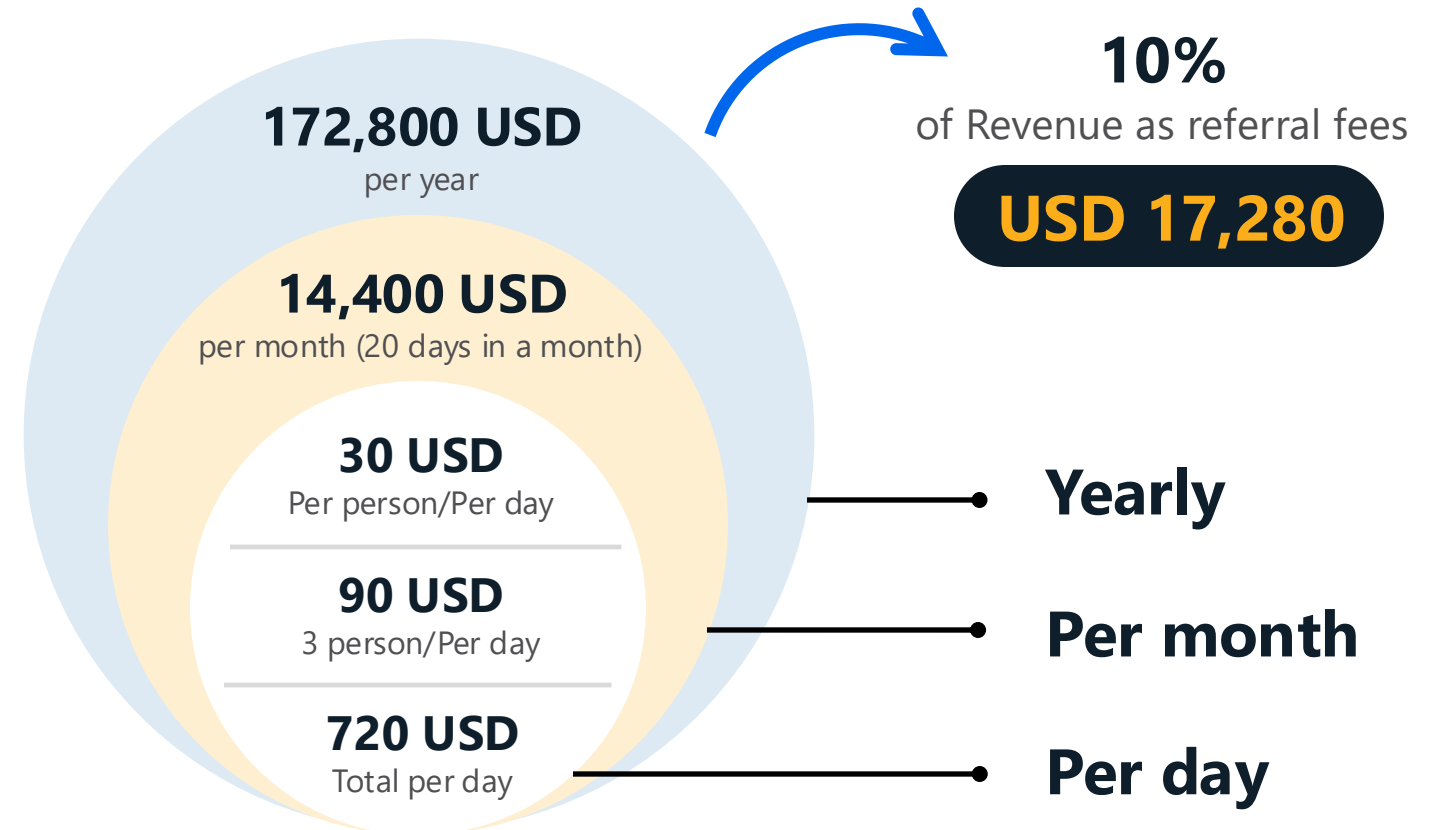 172,800 USD
per year
14,400 USD
per month (20 days in a month)
30 USD
Per person/Per day
90 USD
3 person/Per day
720 USD
Total per day
10%
of Revenue as referral fees
USD 17,280
Yearly
Per month
Per day